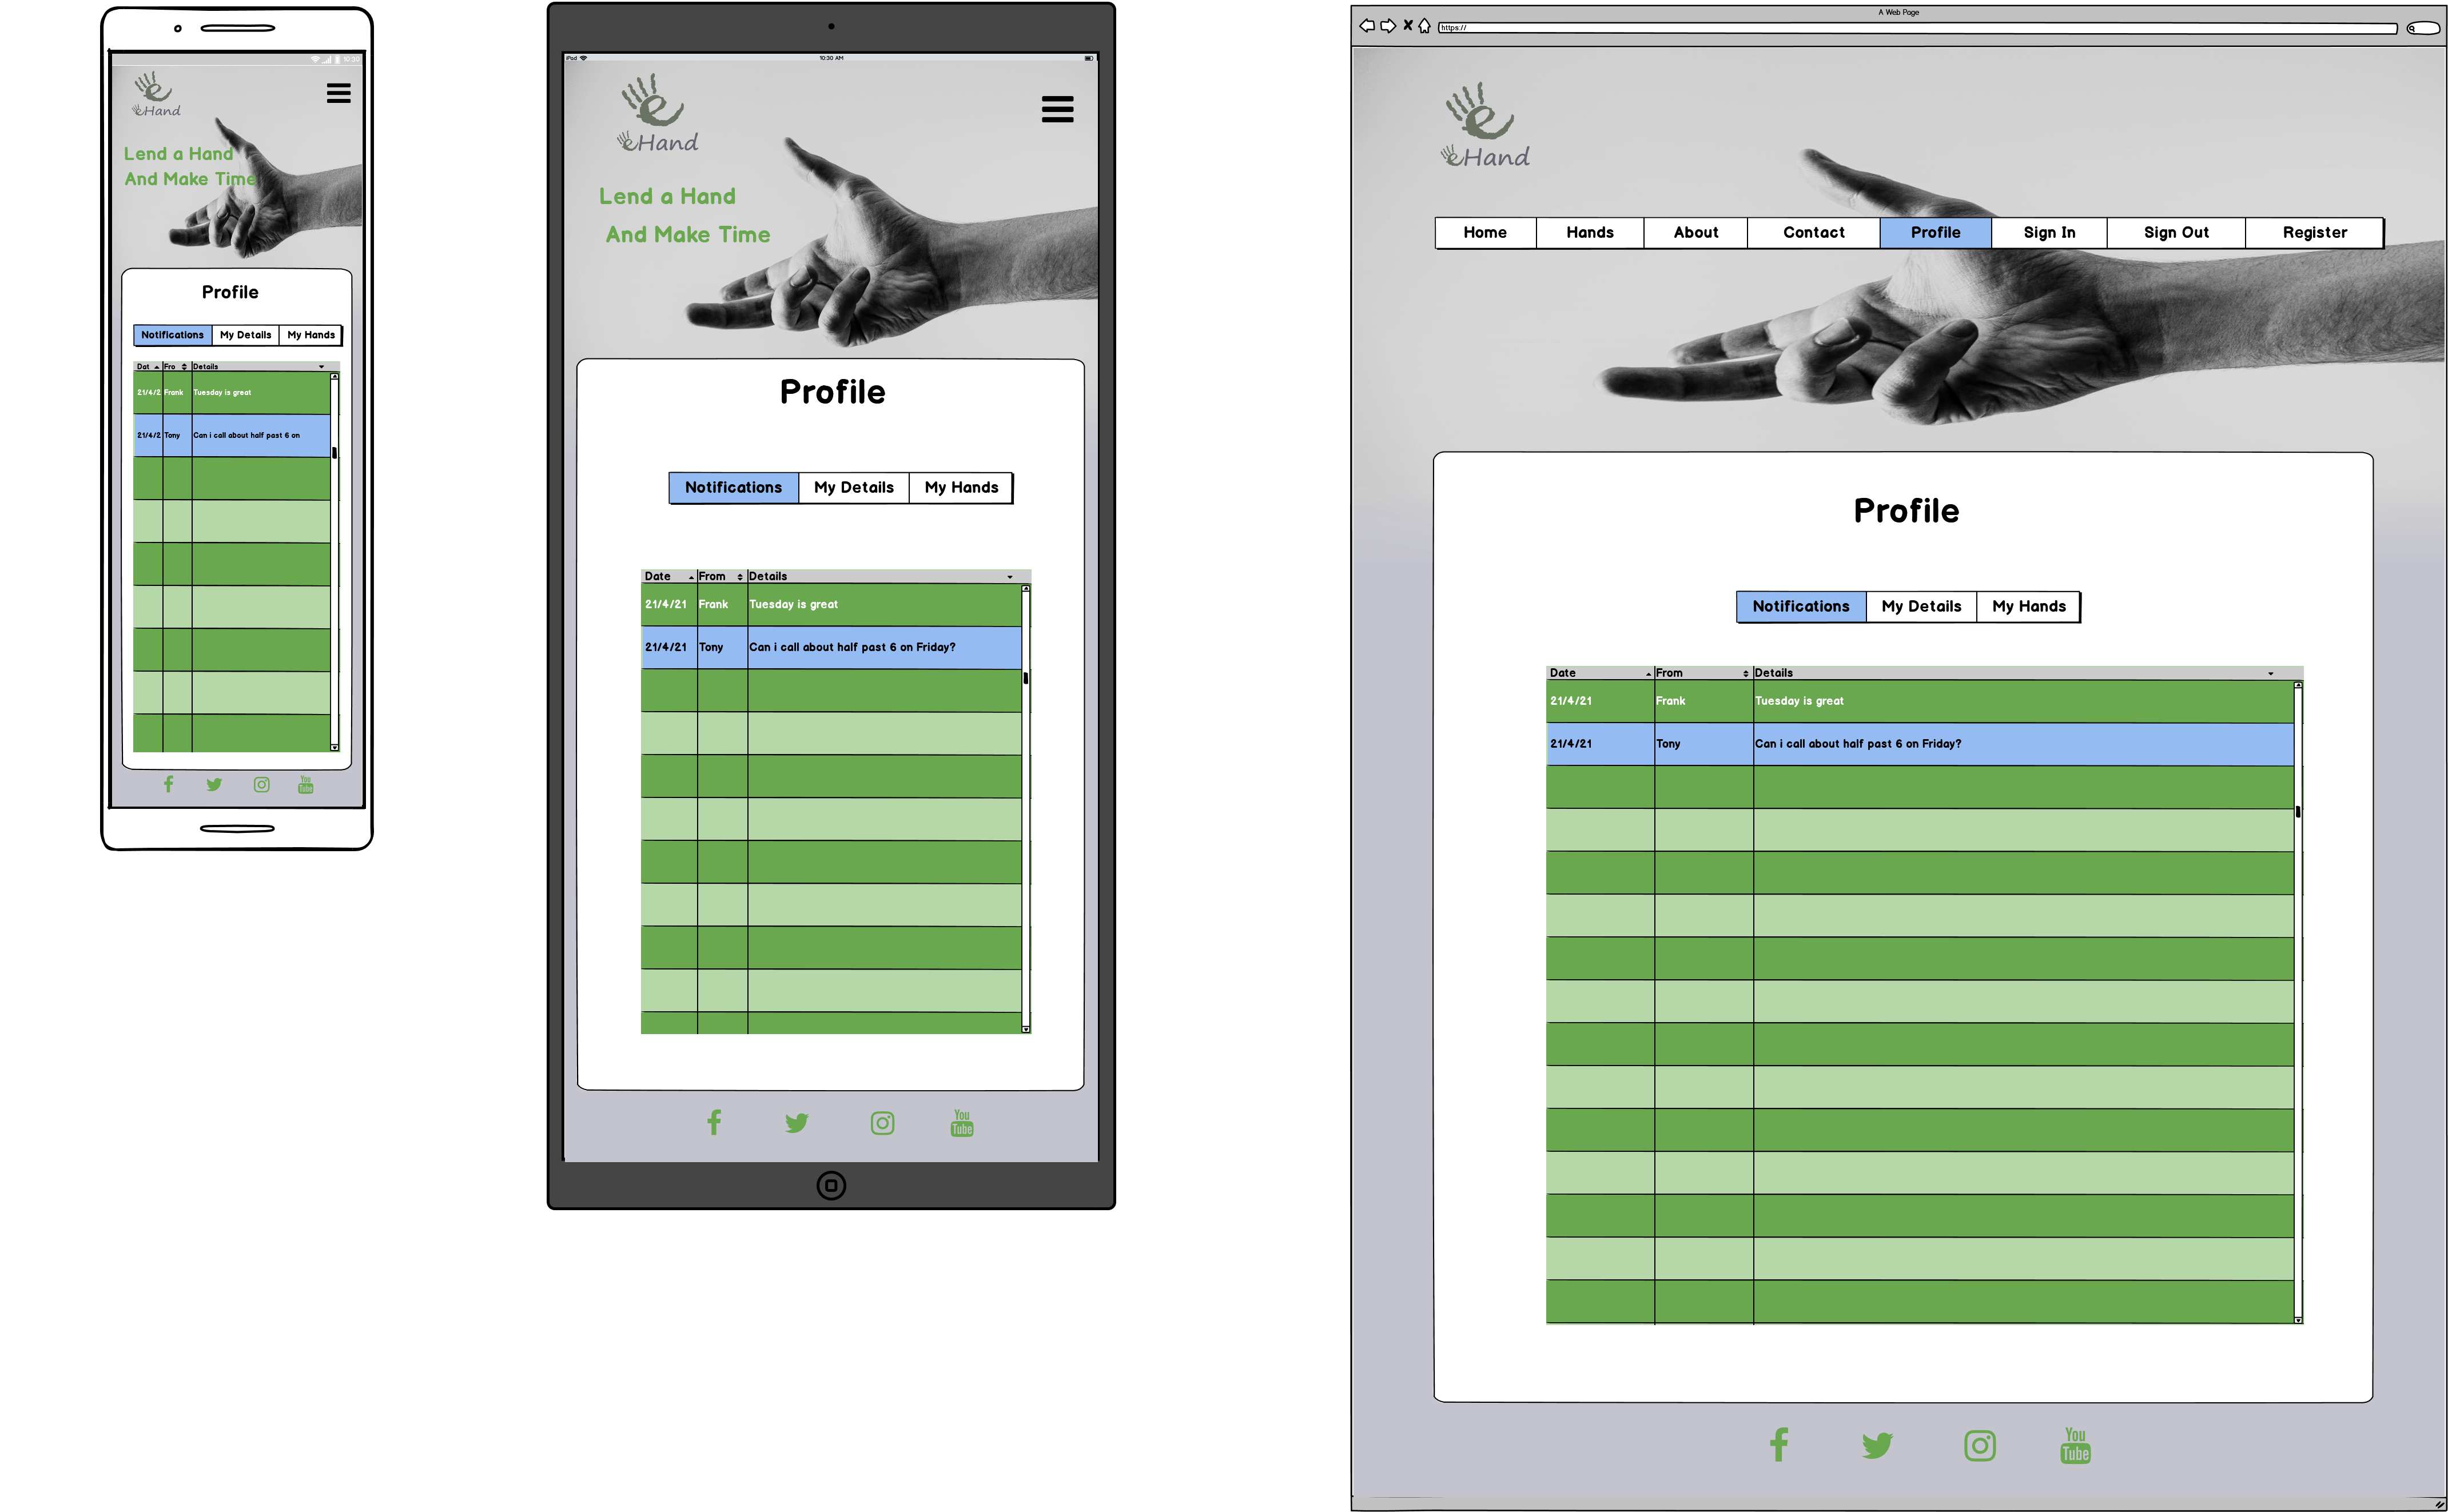 10:30
eHand
Lend a Hand
And Make Time
Profile
Notifications My Details My Hands
Dat Fro Details
21/4/2 Frank Tuesday is great
21/4/2 Tony Can i call about half past 6 on
You
Tube
iPad 10:30 AM
eHand
Lend a Hand
And Make Time
Profile
Notifications My Details My Hands
Date From Details
21/4/21 Frank Tuesday is great
21/4/21 Tony Can i call about half past 6 on Friday?
You
Tube
A Web Page
https://
eHand
Home Hands About Contact Profile Sign In Sign Out Register
Profile
Notifications My Details My Hands
Date From Details
21/4/21 Frank Tuesday is great
21/4/21 Tony Can i call about half past 6 on Friday?
You
Tube